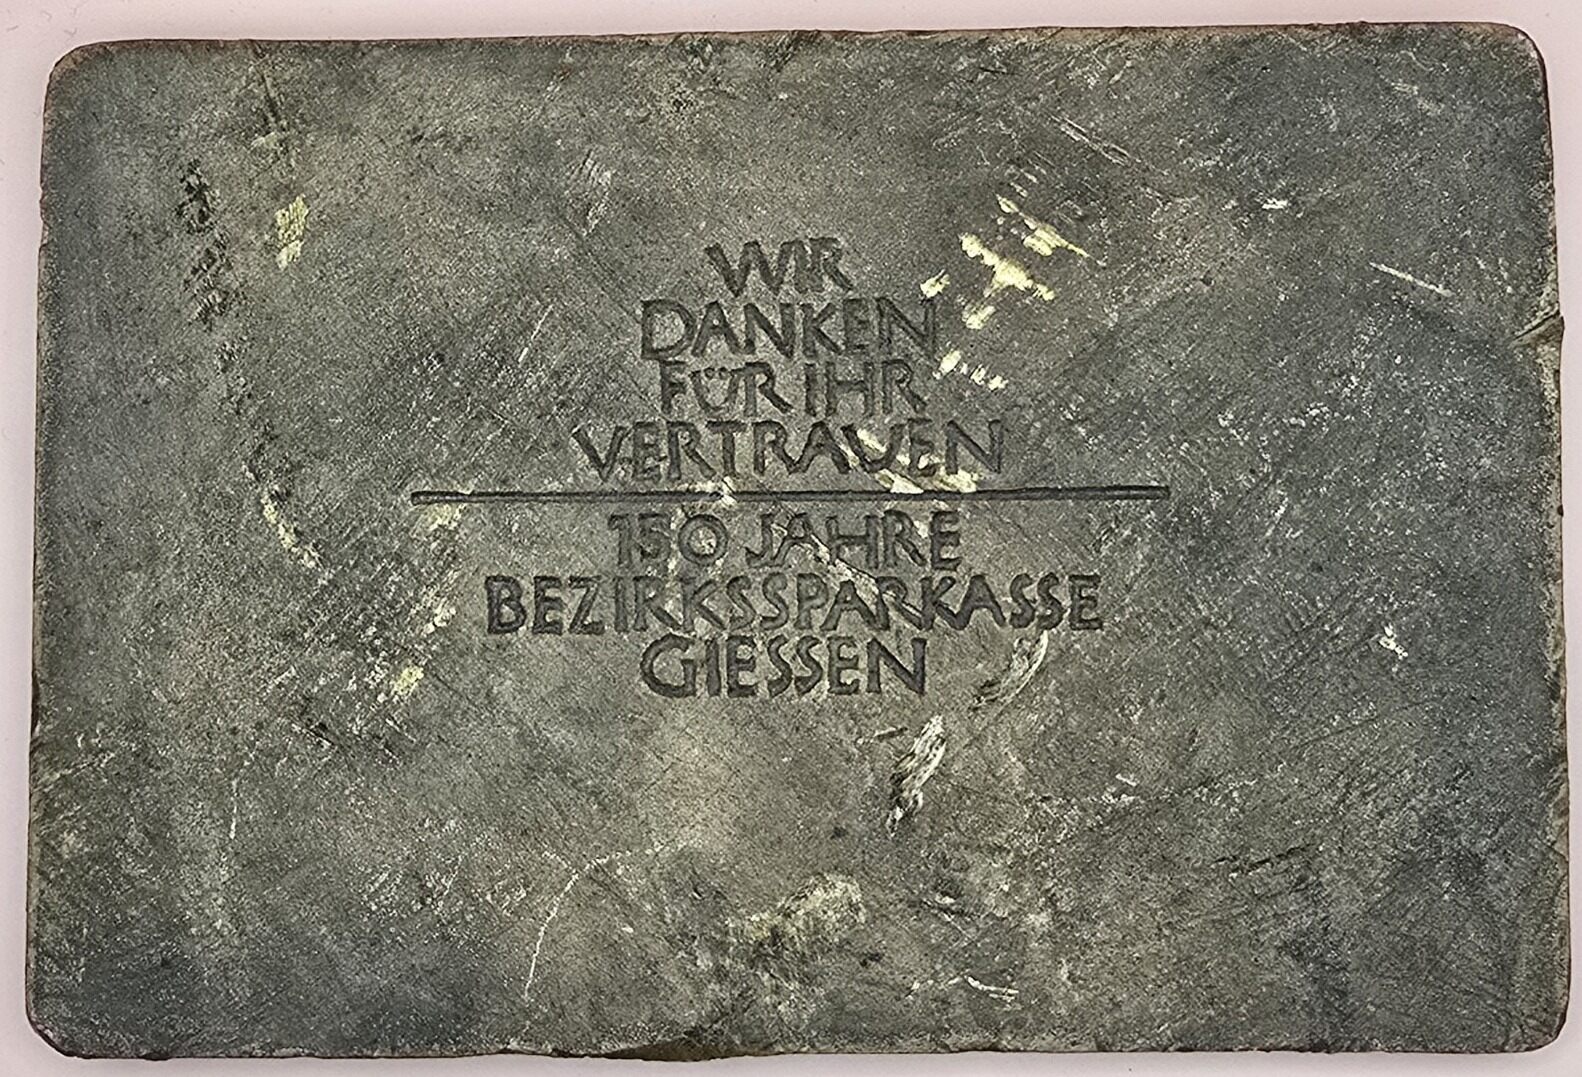 WIR
DANKEN
FÜR IHR
VERTRAUEN
150 JAHRE
BEZIRKSSPARKASSE
GIESSEN